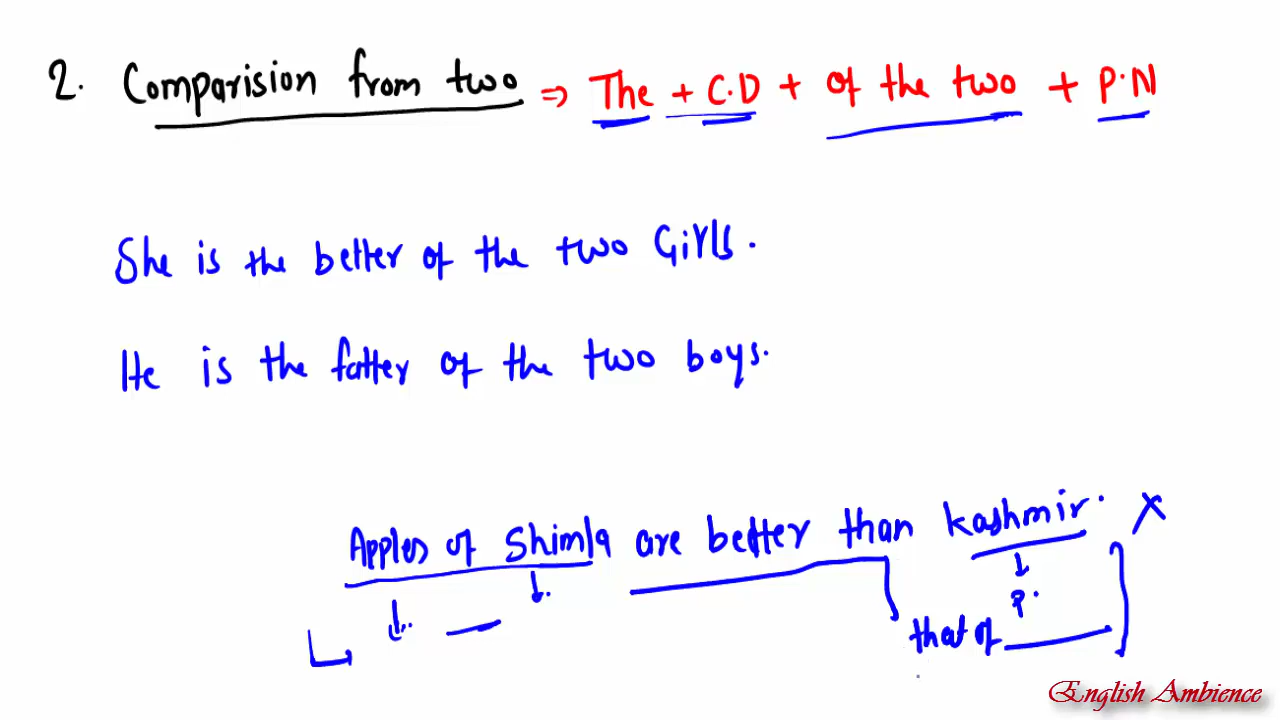 2. Comparision from two => The + C.D + of the two + P.N
She is the better of the two Girls.
He is the fatter of the two boys.
Apples of Shimla are better than kashmir. X
P.
that of
English Ambience